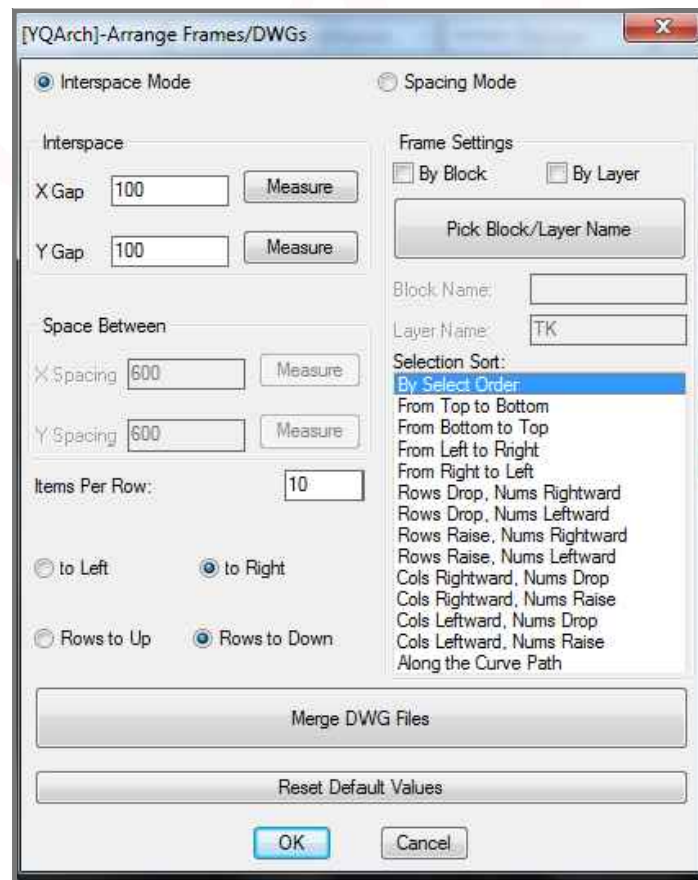 [YQArch]-Arrange Frames/DWGs
Interspace Mode
Spacing Mode
Interspace
X Gap 100 Measure
Y Gap 100 Measure
Space Between
X Spacing 600 Measure
Y Spacing 600 Measure
Items Per Row: 10
to Left to Right
Rows to Up Rows to Down
Frame Settings
By Block By Layer
Pick Block/Layer Name
Block Name:
Layer Name: TK
Selection Sort:
By Select Order
From Top to Bottom
From Bottom to Top
From Left to Rright
From Right to Left
Rows Drop, Nums Rightward
Rows Drop, Nums Leftward
Rows Raise, Nums Rightward
Rows Raise, Nums Leftward
Cols Rightward, Nums Drop
Cols Rightward, Nums Raise
Cols Leftward, Nums Drop
Cols Leftward, Nums Raise
Along the Curve Path
Merge DWG Files
Reset Default Values
OK Cancel